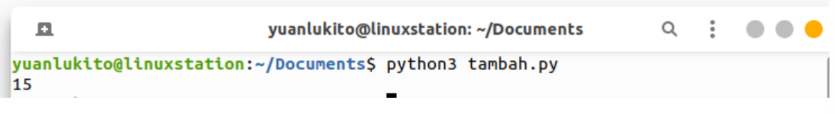 yuanlukito@linuxstation: ~/Documents
yuanlukito@linuxstation:~/Documents$ python3 tambah.py
15